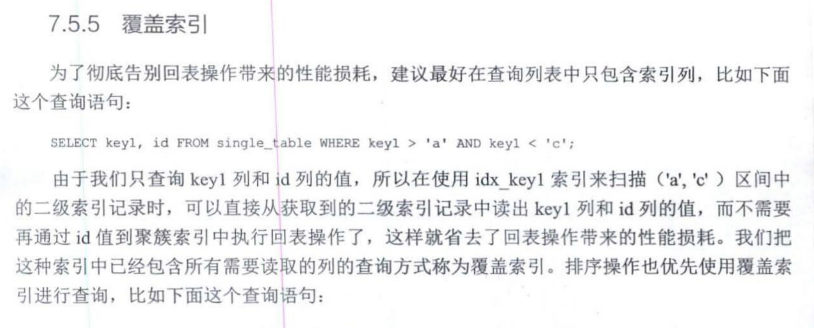 7.5.5 覆盖索引
为了彻底告别回表操作带来的性能损耗，建议最好在查询列表中只包含索引列，比如下面
这个查询语句：
SELECT key1, id FROM single_table WHERE key1 > 'a' AND key1 < 'c';
由于我们只查询 key1 列和 id 列的值，所以在使用 idx_key1 索引来扫描（'a', 'c' ）区间中
的二级索引记录时，可以直接从获取到的二级索引记录中读出 key1 列和 id 列的值，而不需要
再通过 id 值到聚簇索引中执行回表操作了，这样就省去了回表操作带来的性能损耗。我们把
这种索引中已经包含所有需要读取的列的查询方式称为覆盖索引。排序操作也优先使用覆盖索
引进行查询，比如下面这个查询语句：